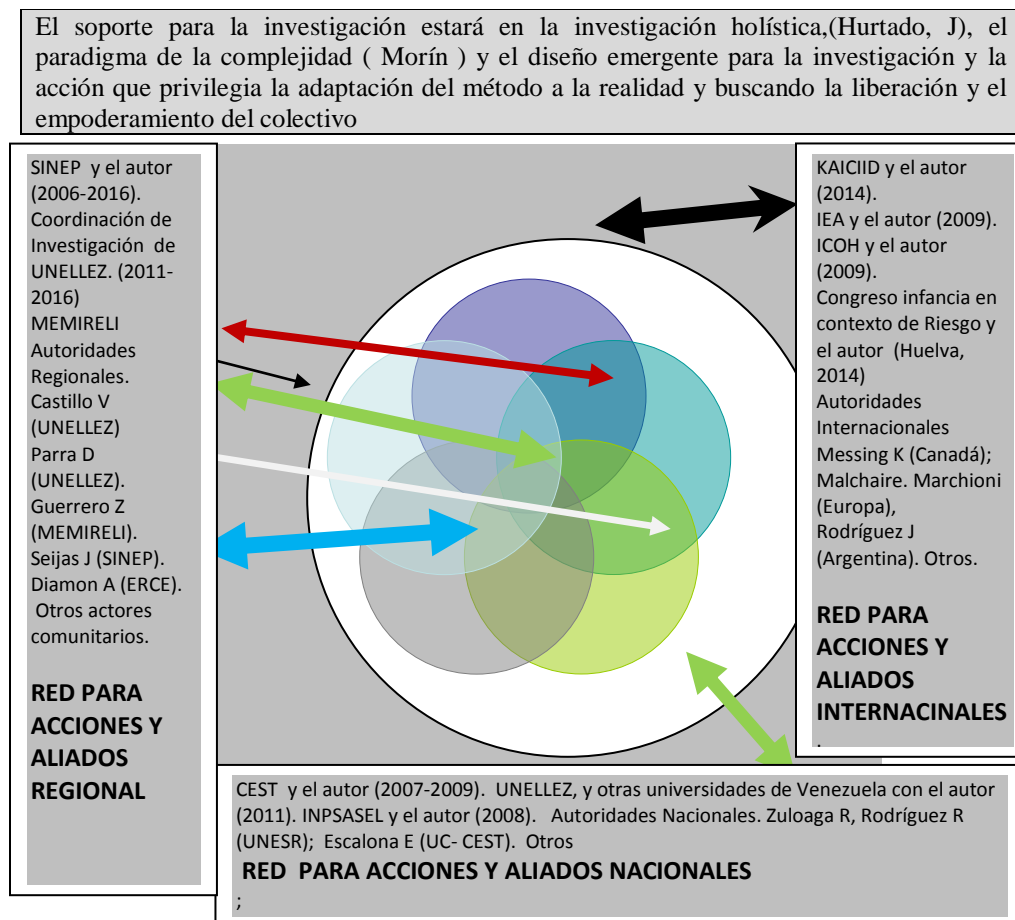 El soporte para la investigación estará en la investigación holística,(Hurtado, J), el
paradigma de la complejidad ( Morín ) y el diseño emergente para la investigación y la
acción que privilegia la adaptación del método a la realidad y buscando la liberación y el
empoderamiento del colectivo
SINEP y el autor
(2006-2016).
Coordinación de
Investigación de
UNELLEZ. (2011-
2016)
MEMIRELI
Autoridades
Regionales.
Castillo V
(UNELLEZ)
Parra D
(UNELLEZ).
Guerrero Z
(MEMIRELI).
Seijas J (SINEP).
Diamon A (ERCE).
Otros actores
comunitarios.
RED PARA
ACCIONES Y
ALIADOS
REGIONAL
KAICIID y el autor
(2014).
IEA y el autor (2009).
ICOH y el autor
(2009).
Congreso infancia en
contexto de Riesgo y
el autor (Huelva,
2014)
Autoridades
Internacionales
Messing K (Canadá);
Malchaire. Marchioni
(Europa),
Rodríguez J
(Argentina). Otros.
RED PARA
ACCIONES Y
ALIADOS
INTERNACINALES
.
CEST y el autor (2007-2009). UNELLEZ, y otras universidades de Venezuela con el autor
(2011). INPSASEL y el autor (2008). Autoridades Nacionales. Zuloaga R, Rodríguez R
(UNESR); Escalona E (UC- CEST). Otros
RED PARA ACCIONES Y ALIADOS NACIONALES
;